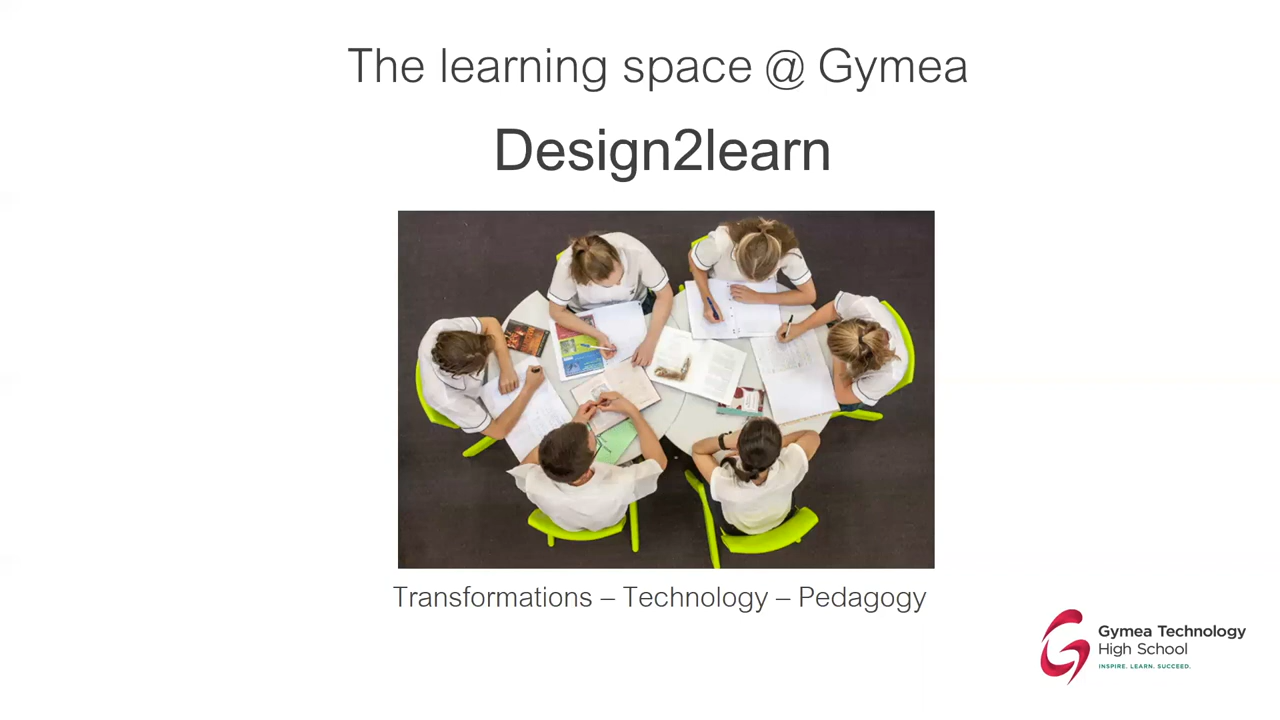 The learning space @ Gymea
Design2learn
Transformations – Technology – Pedagogy
Gymea Technology
High School
INSPIRE. LEARN. SUCCEED.